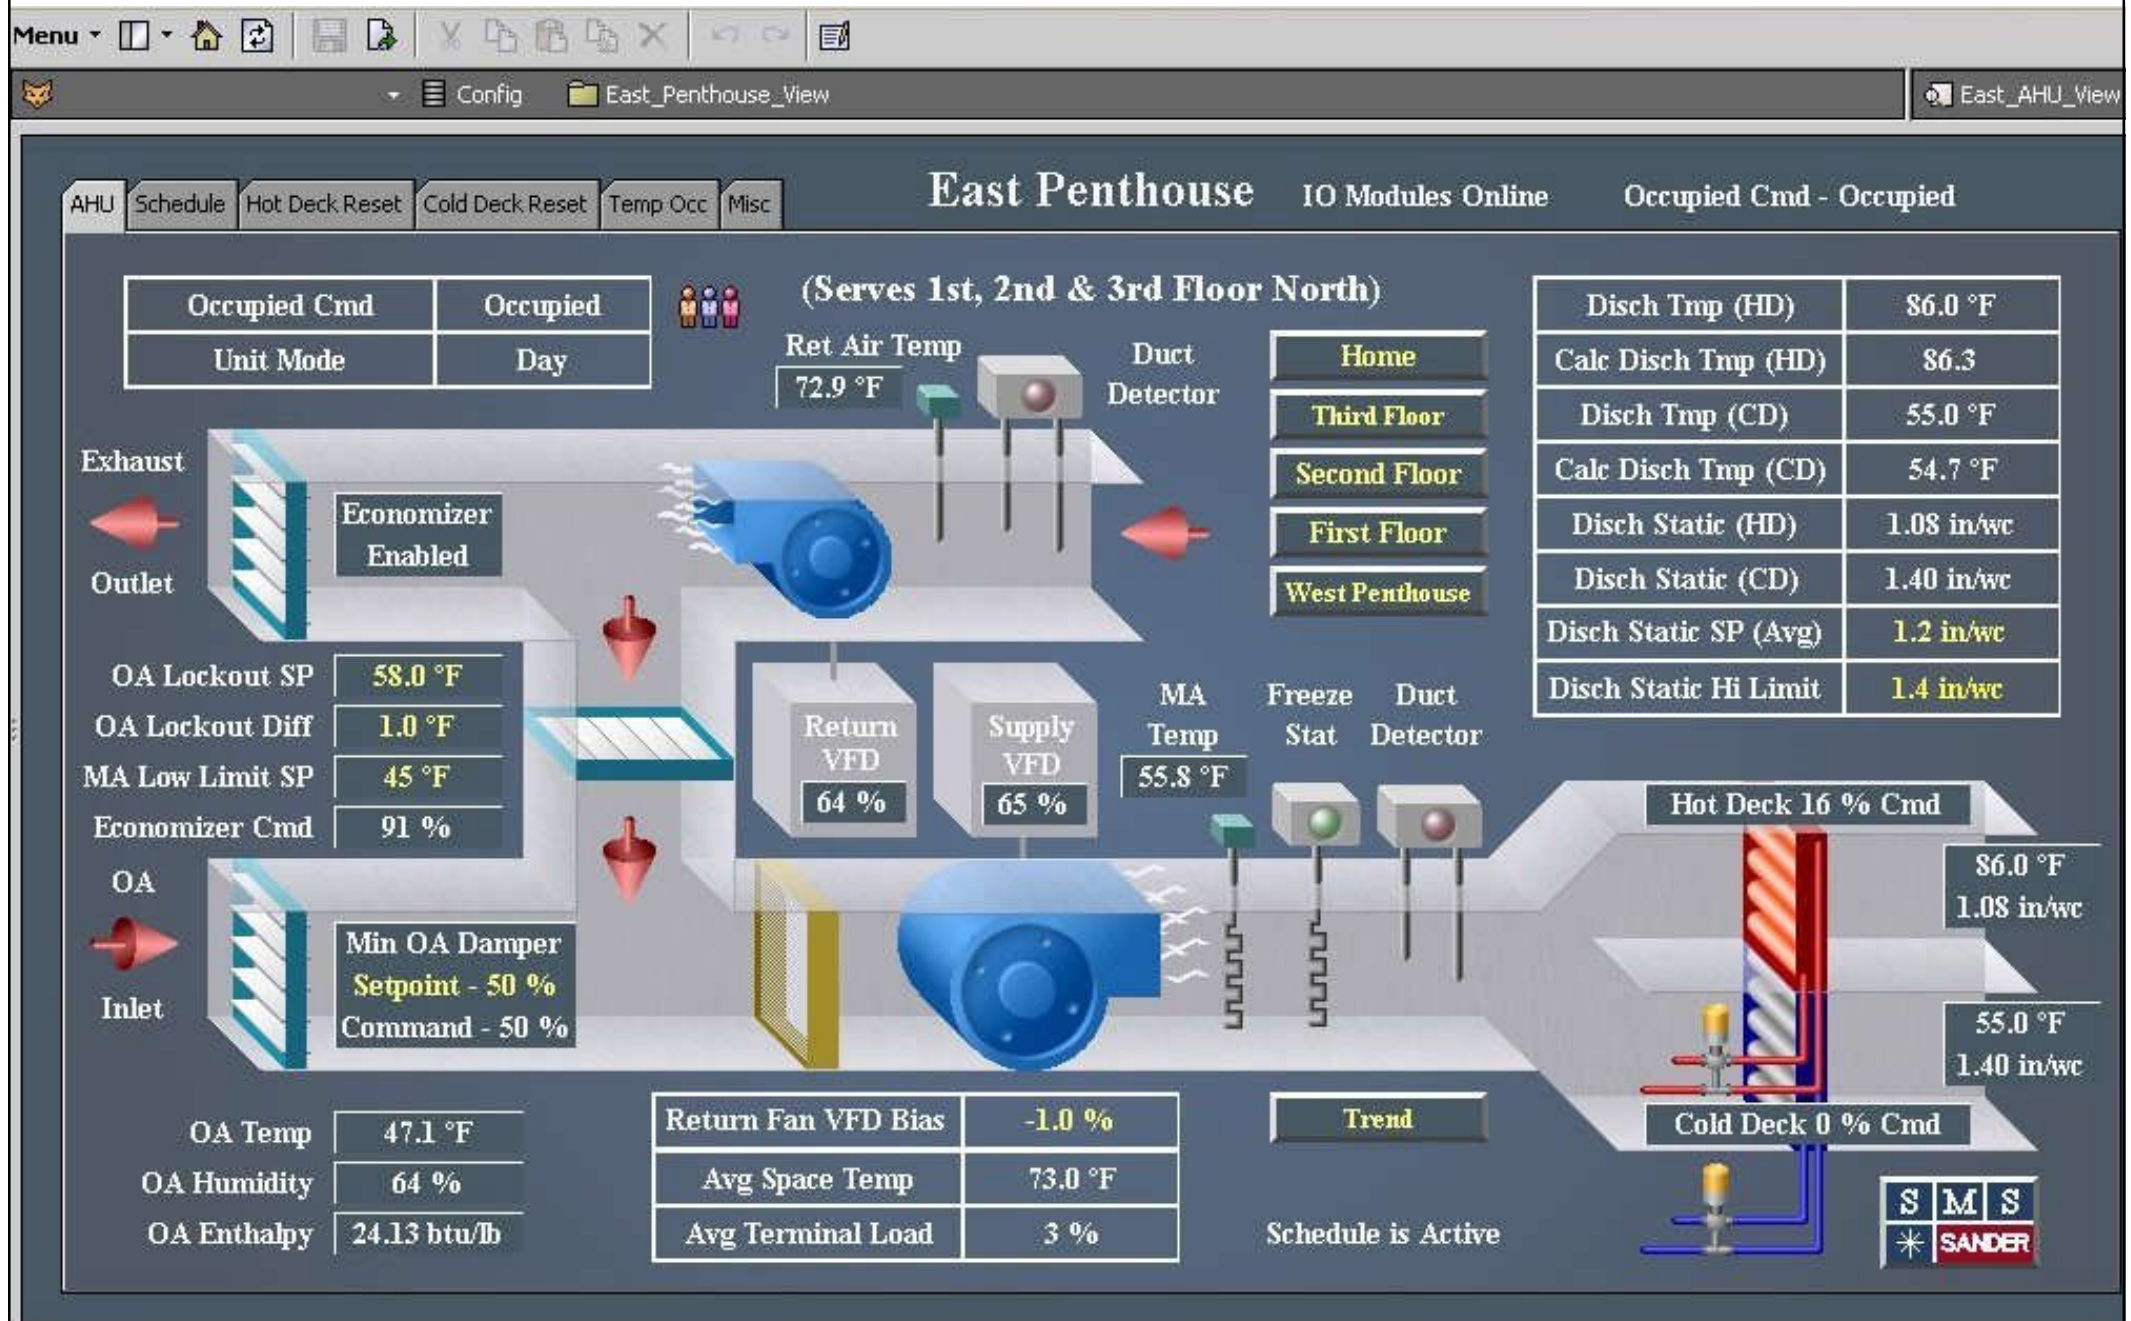 Menu
Config
East_Penthouse_View
East_AHU_View
AHU
Schedule
Hot Deck Reset
Cold Deck Reset
Temp Occ
Misc
East Penthouse
IO Modules Online
Occupied Cmd - Occupied
Occupied Cmd Occupied
Unit Mode Day
(Serves 1st, 2nd & 3rd Floor North)
Ret Air Temp
72.9 °F
Duct
Detector
Home
Third Floor
Second Floor
First Floor
West Penthouse
Disch Tmp (HD) 86.0 °F
Calc Disch Tmp (HD) 86.3
Disch Tmp (CD) 55.0 °F
Calc Disch Tmp (CD) 54.7 °F
Disch Static (HD) 1.08 in/wc
Disch Static (CD) 1.40 in/wc
Disch Static SP (Avg) 1.2 in/wc
Disch Static Hi Limit 1.4 in/wc
Exhaust
Outlet
Economizer
Enabled
OA Lockout SP 58.0 °F
OA Lockout Diff 1.0 °F
MA Low Limit SP 45 °F
Economizer Cmd 91 %
Return
VFD
64 %
Supply
VFD
65 %
MA
Temp
55.8 °F
Freeze
Stat
Duct
Detector
Hot Deck 16 % Cmd
86.0 °F
1.08 in/wc
OA
Inlet
Min OA Damper
Setpoint - 50 %
Command - 50 %
55.0 °F
1.40 in/wc
Cold Deck 0 % Cmd
OA Temp 47.1 °F
OA Humidity 64 %
OA Enthalpy 24.13 btu/lb
Return Fan VFD Bias -1.0 %
Avg Space Temp 73.0 °F
Avg Terminal Load 3 %
Trend
Schedule is Active
S M S
SANDER